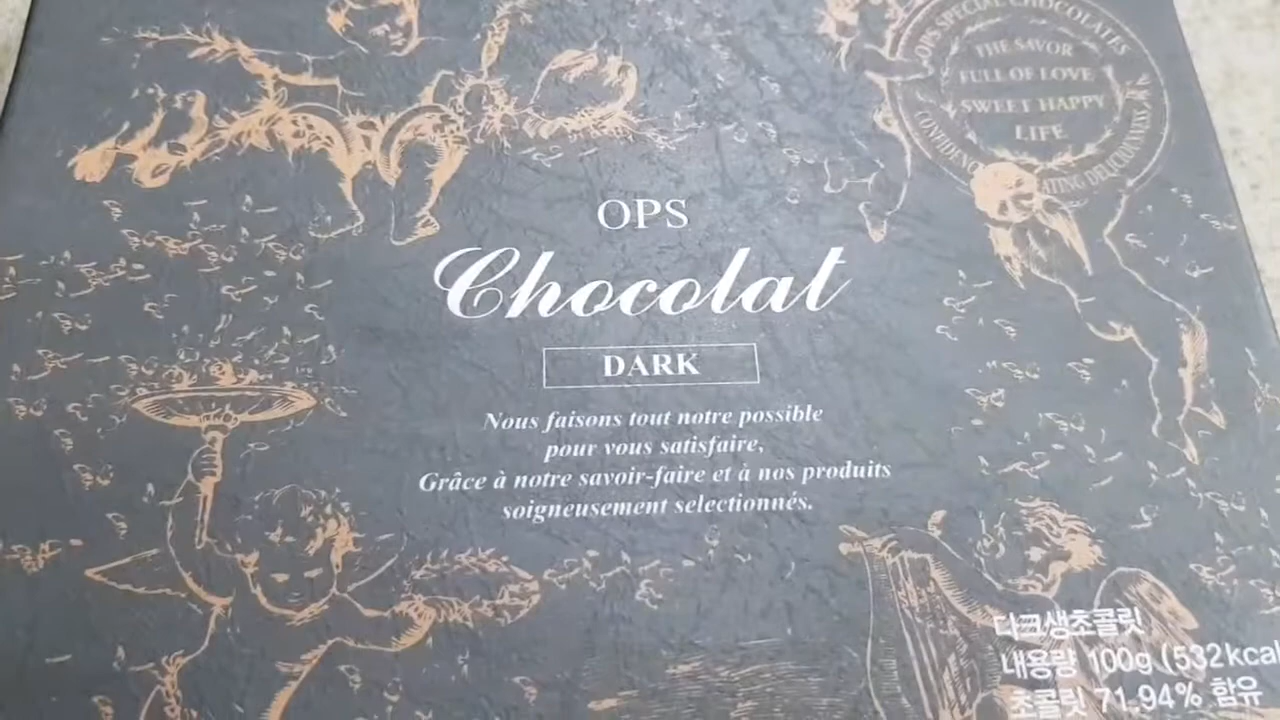 OPS SPECIAL CHOCOLATES
THE SAVOR
FULL OF LOVE
SWEET HAPPY
LIFE
OPS
Chocolat
DARK
Nous faisons tout notre possible
pour vous satisfaire,
Grâce à notre savoir-faire et à nos produits
soigneusement selectionnés.
다크생초콜릿
내용량 100g (532kcal
초콜릿 71.94% 함유